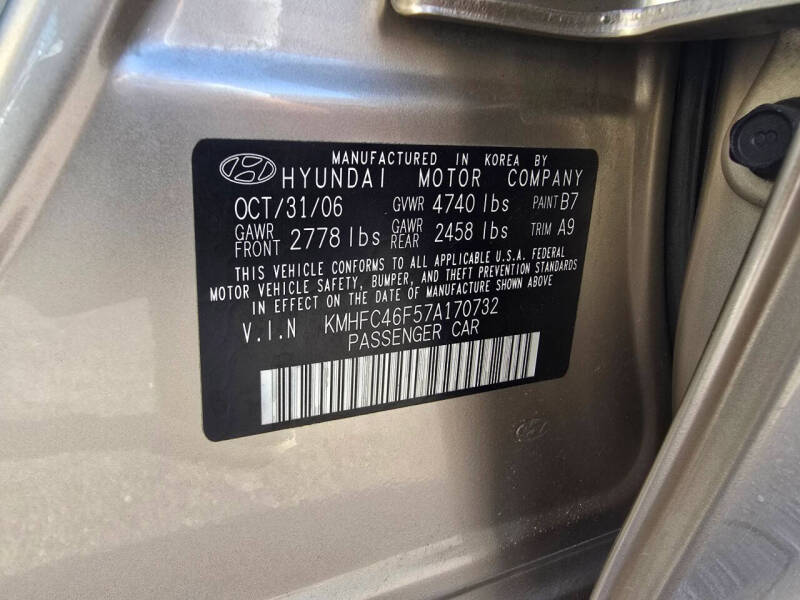 MANUFACTURED IN KOREA BY
HYUNDAI MOTOR COMPANY
OCT/31/06 GVWR 4740 lbs PAINT B7
GAWR FRONT 2778 lbs GAWR REAR 2458 lbs TRIM A9
THIS VEHICLE CONFORMS TO ALL APPLICABLE U.S.A. FEDERAL
MOTOR VEHICLE SAFETY, BUMPER, AND THEFT PREVENTION STANDARDS
IN EFFECT ON THE DATE OF MANUFACTURE SHOWN ABOVE
V.I.N KMHFC46F57A170732
PASSENGER CAR
8